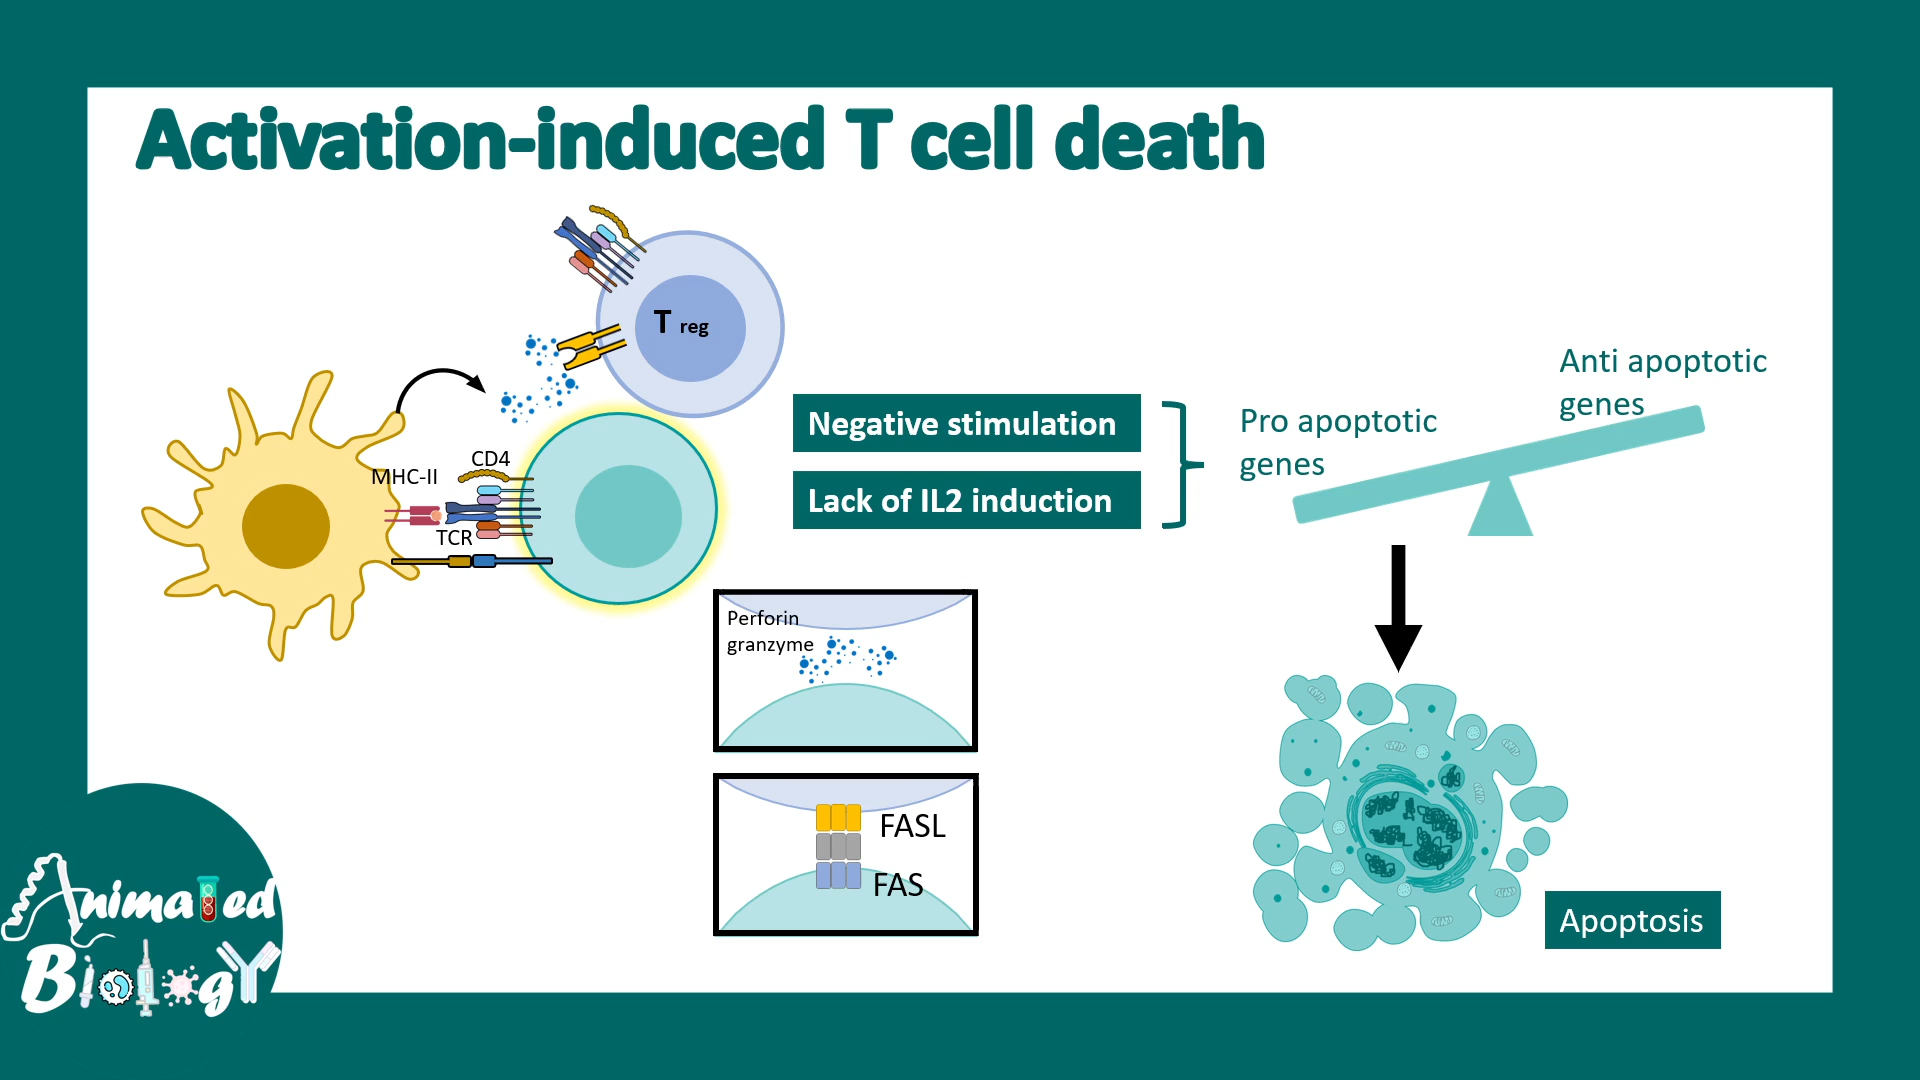 Activation-induced T cell death
T reg
MHC-II
CD4
TCR
Negative stimulation
Lack of IL2 induction
Pro apoptotic
genes
Anti apoptotic
genes
Perforin
granzyme
FASL
FAS
Apoptosis
Animated
Biology